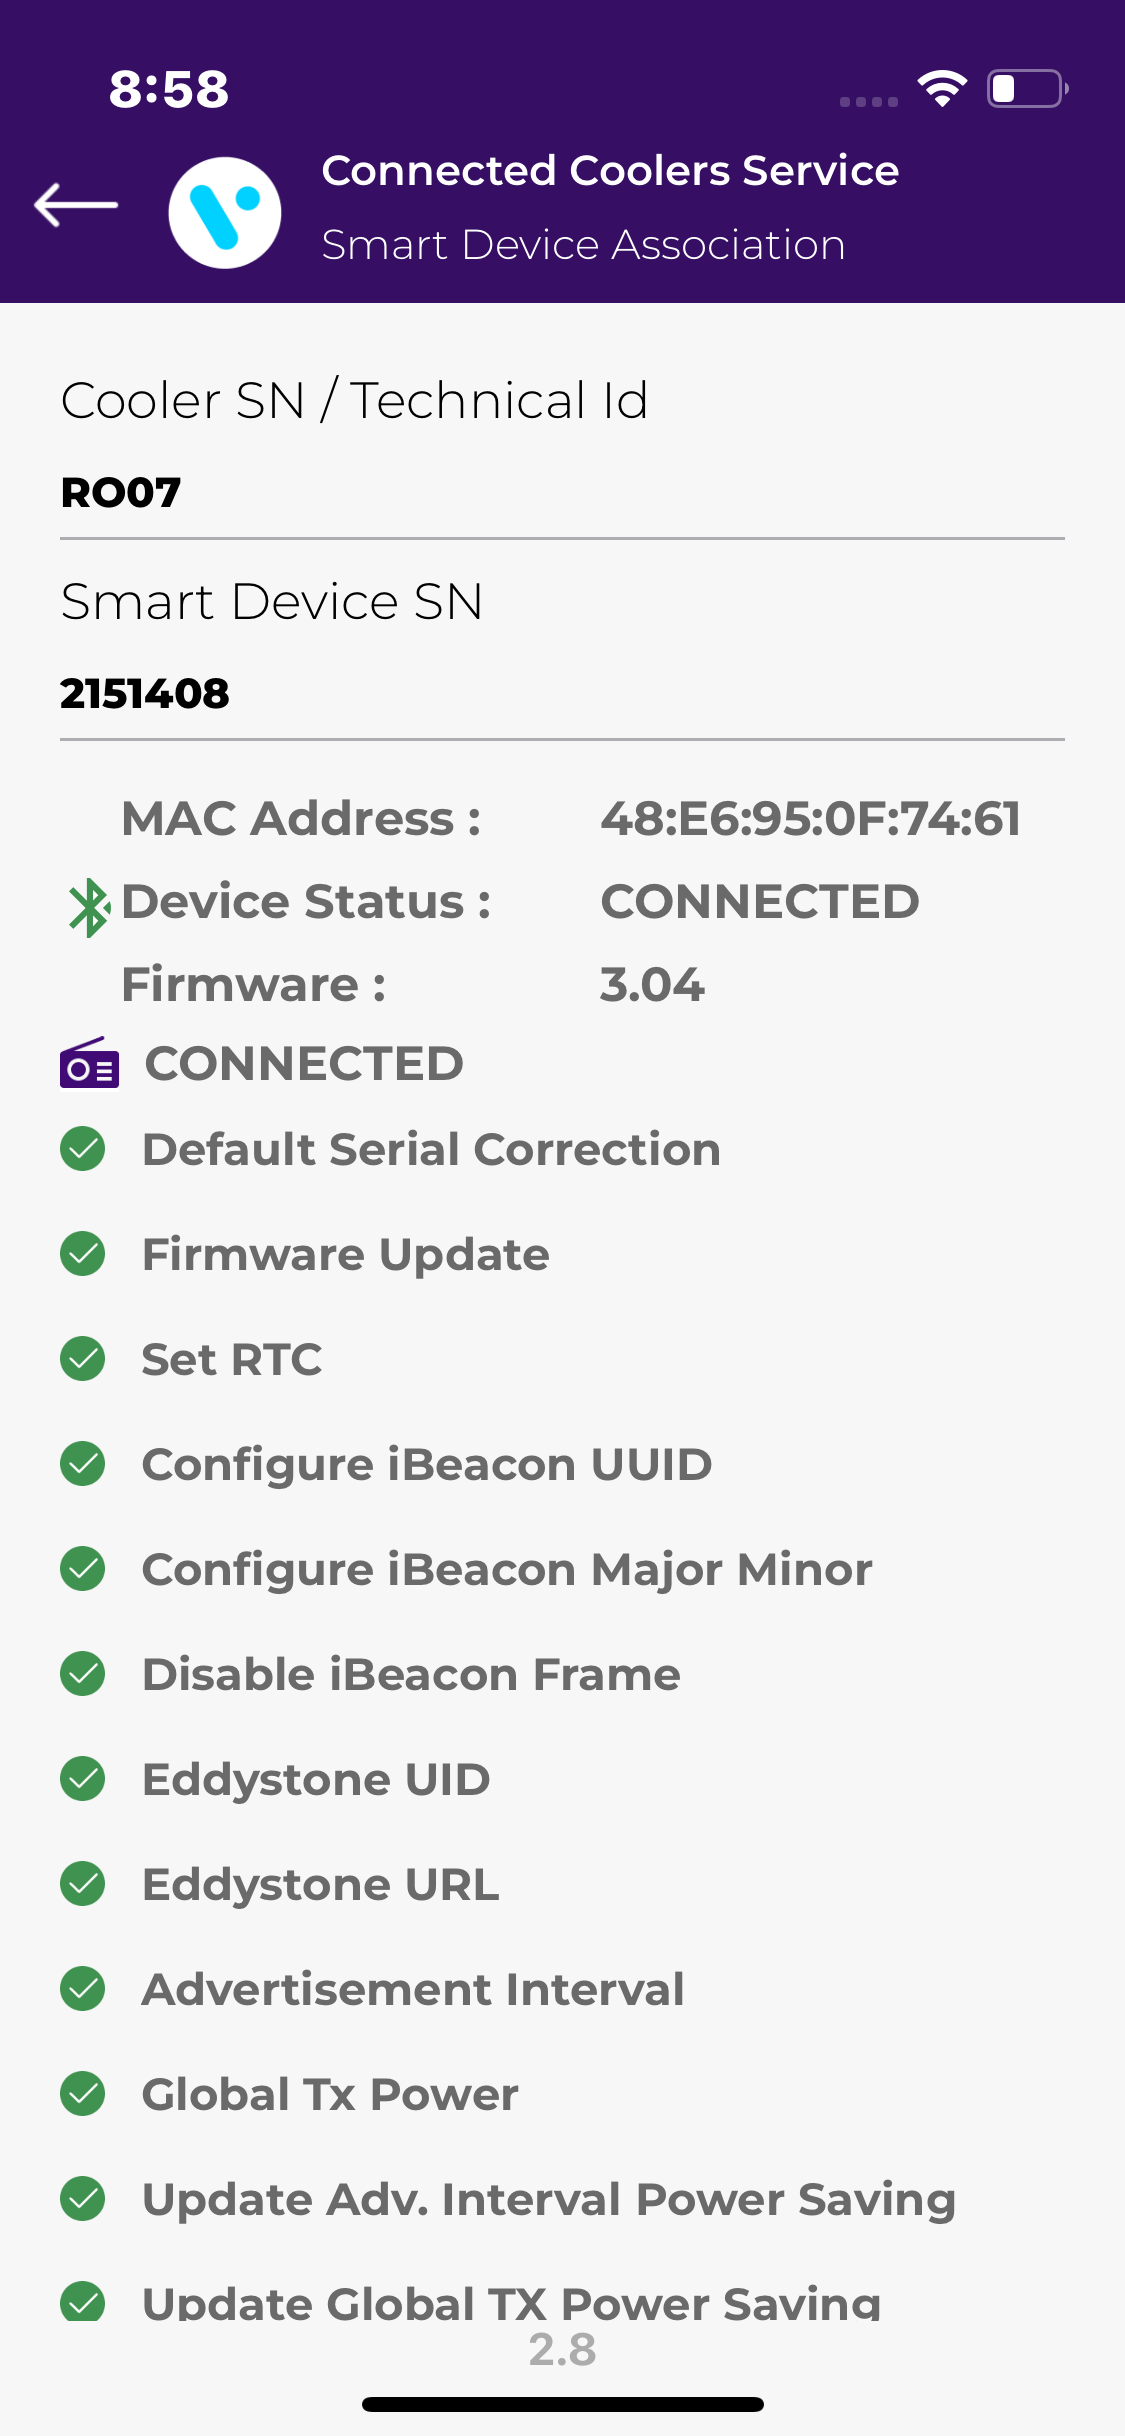 8:58
Connected Coolers Service
Smart Device Association
Cooler SN / Technical Id
RO07
Smart Device SN
2151408
MAC Address : 48:E6:95:0F:74:61
Device Status : CONNECTED
Firmware : 3.04
CONNECTED
Default Serial Correction
Firmware Update
Set RTC
Configure iBeacon UUID
Configure iBeacon Major Minor
Disable iBeacon Frame
Eddystone UID
Eddystone URL
Advertisement Interval
Global Tx Power
Update Adv. Interval Power Saving
Update Global TX Power Saving
2.8